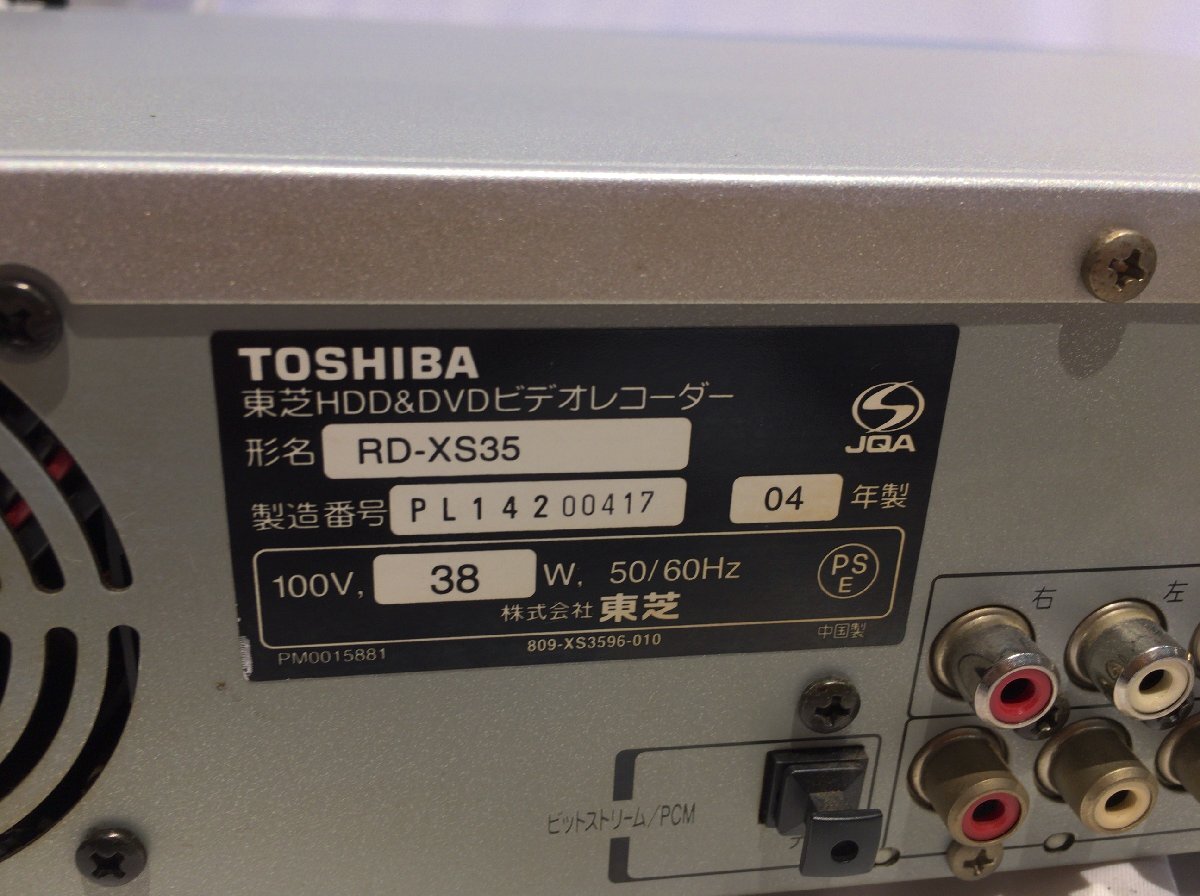 TOSHIBA
東芝HDD&DVDビデオレコーダー
形名 RD-XS35
JQA
製造番号 PL14200417 04 年製
100V, 38 W, 50/60Hz
PS
E
株式会社 東芝
809-XS3596-010
中国製
PM0015881
右 左
ビットストリーム/PCM